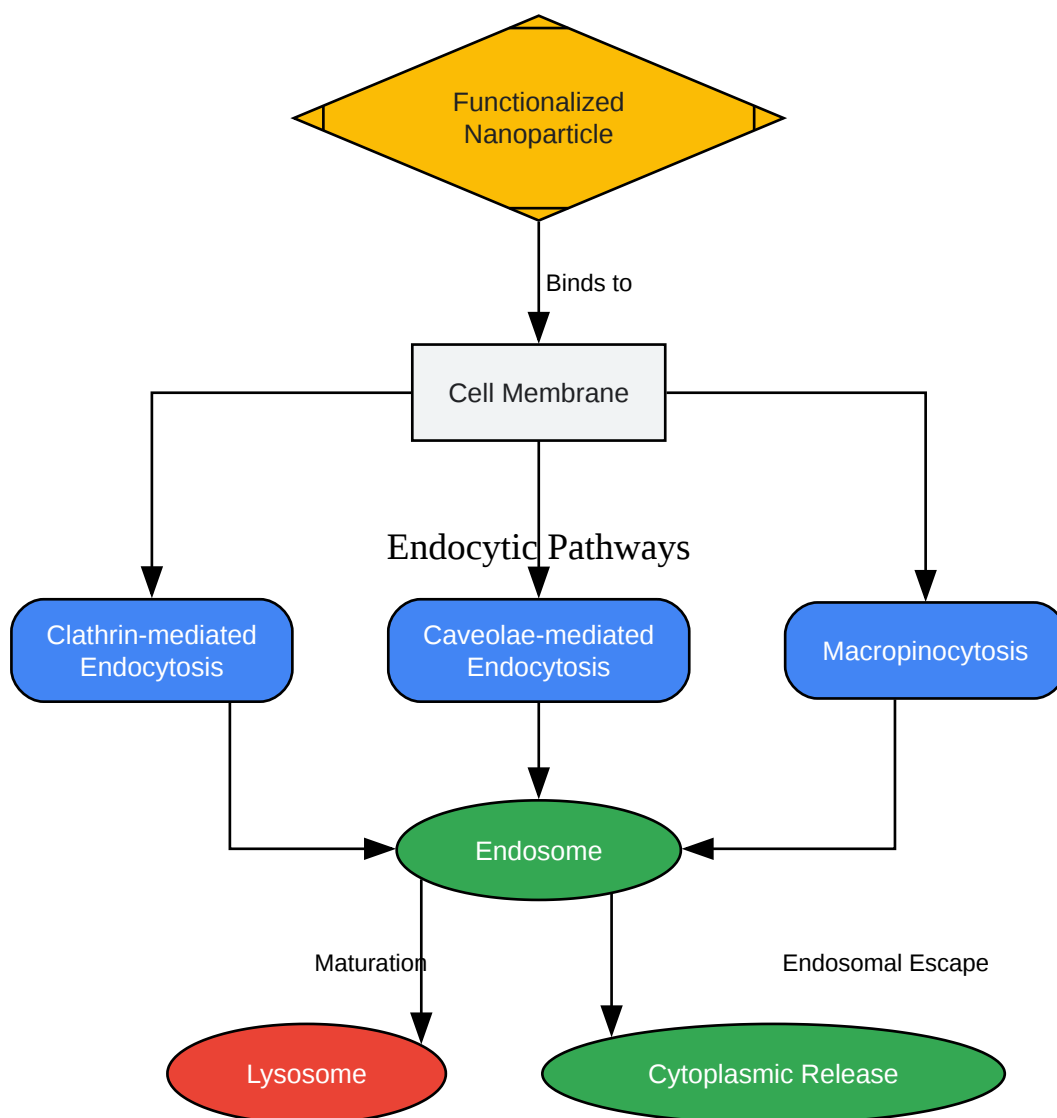 Functionalized
Nanoparticle
Binds to
Cell Membrane
Endocytic Pathways
Clathrin-mediated
Endocytosis
Caveolae-mediated
Endocytosis
Macropinocytosis
Endosome
Maturation
Endosomal Escape
Lysosome
Cytoplasmic Release